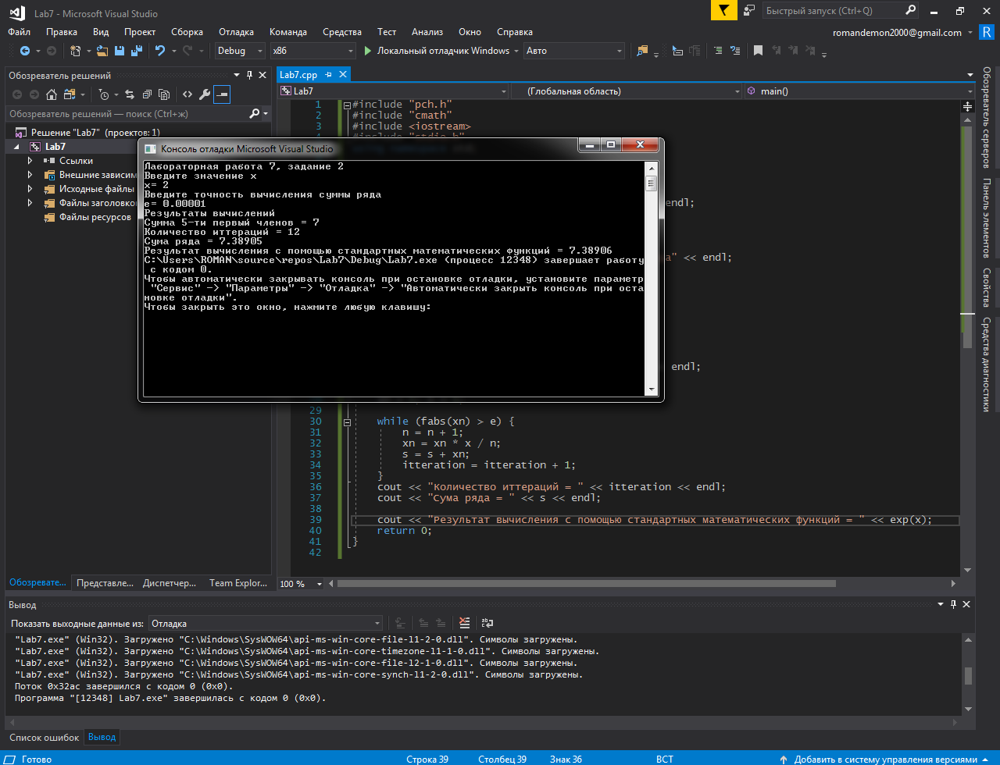 Lab7 - Microsoft Visual Studio
Быстрый запуск (Ctrl+Q)
Файл Правка Вид Проект Сборка Отладка Команда Средства Тест Анализ Окно Справка
romandemon2000@gmail.com R
Debug x86 Локальный отладчик Windows Авто
Обозреватель решений
Обозреватель решений — поиск (Ctrl+ж)
Решение "Lab7" (проектов: 1)
Lab7
Ссылки
Внешние зависим
Исходные файлы
Файлы заголовко
Файлы ресурсов
Обозревате... Представле... Диспетчер... Team Explor...
Lab7.cpp
Lab7 (Глобальная область) main()
1 #include "pch.h"
2 #include "cmath"
3 #include <iostream>
4 #include "stdio.h"
endl;
a" << endl;
endl;
29
30 while (fabs(xn) > e) {
31 n = n + 1;
32 xn = xn * x / n;
33 s = s + xn;
34 itteration = itteration + 1;
35 }
36 cout << "Количество иттераций = " << itteration << endl;
37 cout << "Сума ряда = " << s << endl;
38
39 cout << "Результат вычисления с помощью стандартных математических функций = " << exp(x);
40 return 0;
41 }
42
100 %
Консоль отладки Microsoft Visual Studio
Лабораторная работа 7, задание 2
Введите значение x
x= 2
Введите точность вычисления суммы ряда
e= 0.00001
Результаты вычислений
Сумма 5-ти первый членов = 7
Количество иттераций = 12
Сума ряда = 7.38905
Результат вычисления с помощью стандартных математических функций = 7.38906
C:\Users\ROMAN\source\repos\Lab7\Debug\Lab7.exe (процесс 12348) завершает работу
с кодом 0.
Чтобы автоматически закрывать консоль при остановке отладки, установите параметр
"Сервис" -> "Параметры" -> "Отладка" -> "Автоматически закрыть консоль при оста
новке отладки".
Чтобы закрыть это окно, нажмите любую клавишу:
Обозреватель серверов
Панель элементов
Свойства
Средства диагностики
Вывод
Показать выходные данные из: Отладка
"Lab7.exe" (Win32). Загружено "C:\Windows\SysWOW64\api-ms-win-core-file-l1-2-0.dll". Символы загружены.
"Lab7.exe" (Win32). Загружено "C:\Windows\SysWOW64\api-ms-win-core-timezone-l1-1-0.dll". Символы загружены.
"Lab7.exe" (Win32). Загружено "C:\Windows\SysWOW64\api-ms-win-core-file-l2-1-0.dll". Символы загружены.
"Lab7.exe" (Win32). Загружено "C:\Windows\SysWOW64\api-ms-win-core-synch-l1-2-0.dll". Символы загружены.
Поток 0x32ac завершился с кодом 0 (0x0).
Программа "[12348] Lab7.exe" завершилась с кодом 0 (0x0).
Список ошибок Вывод
Готово Строка 39 Столбец 39 Знак 36 ВСТ Добавить в систему управления версиями